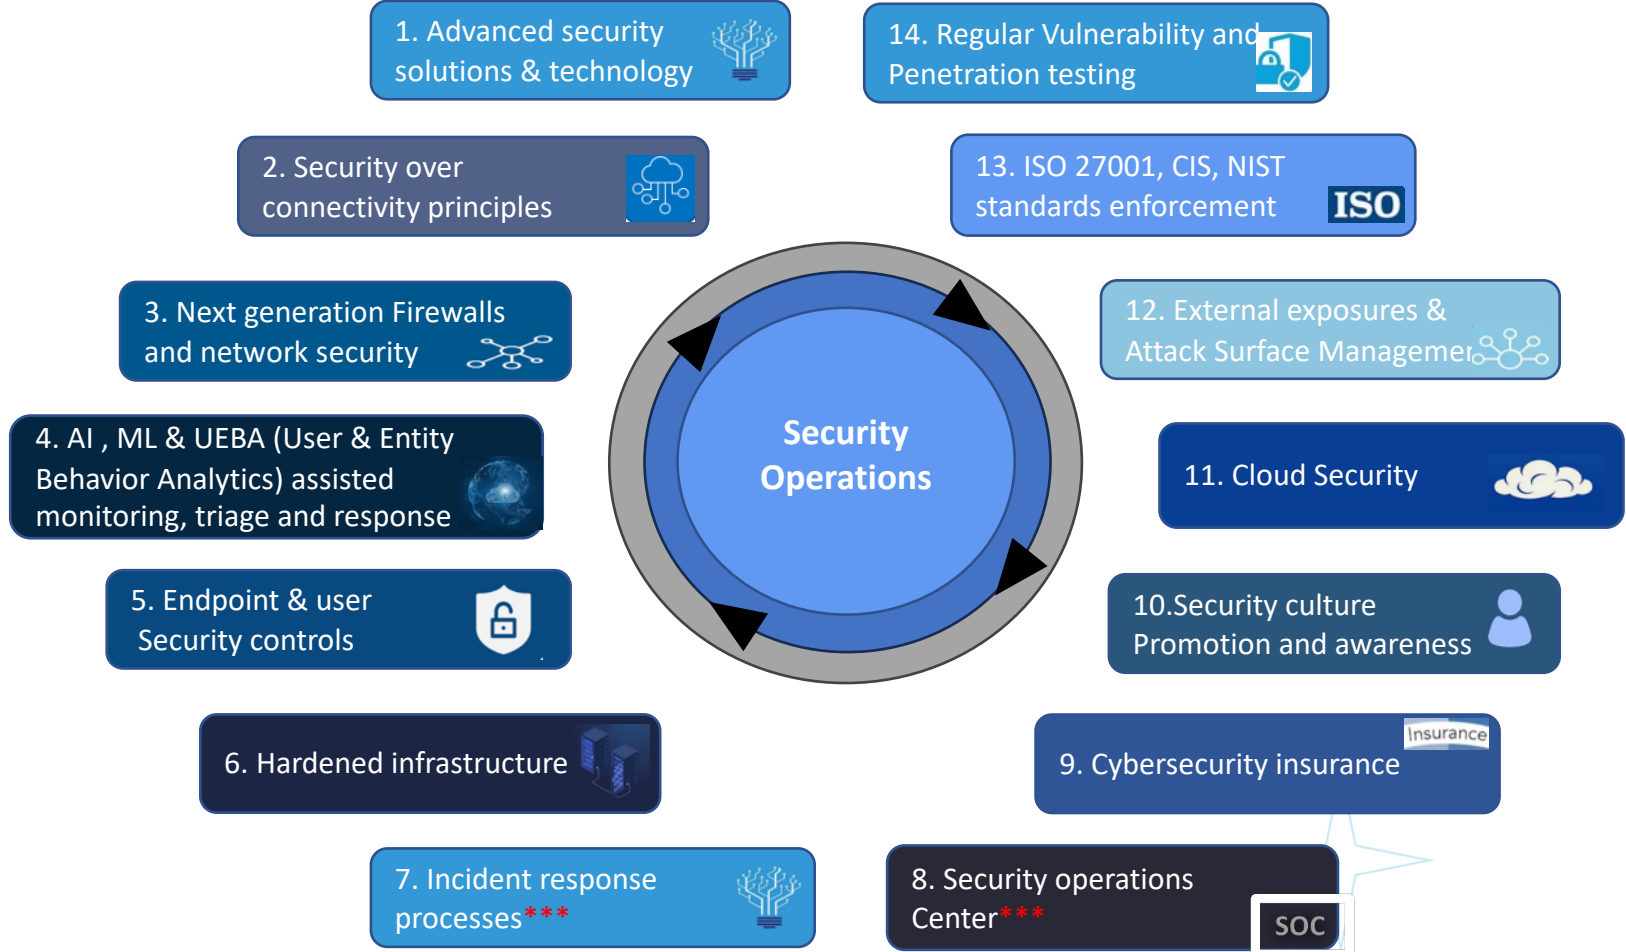 1. Advanced security
solutions & technology
2. Security over
connectivity principles
3. Next generation Firewalls
and network security
4. AI , ML & UEBA (User & Entity
Behavior Analytics) assisted
monitoring, triage and response
5. Endpoint & user
Security controls
6. Hardened infrastructure
7. Incident response
processes***
Security
Operations
14. Regular Vulnerability and
Penetration testing
13. ISO 27001, CIS, NIST
standards enforcement
ISO
12. External exposures &
Attack Surface Managemen
11. Cloud Security
10.Security culture
Promotion and awareness
Insurance
9. Cybersecurity insurance
8. Security operations
Center***
SOC